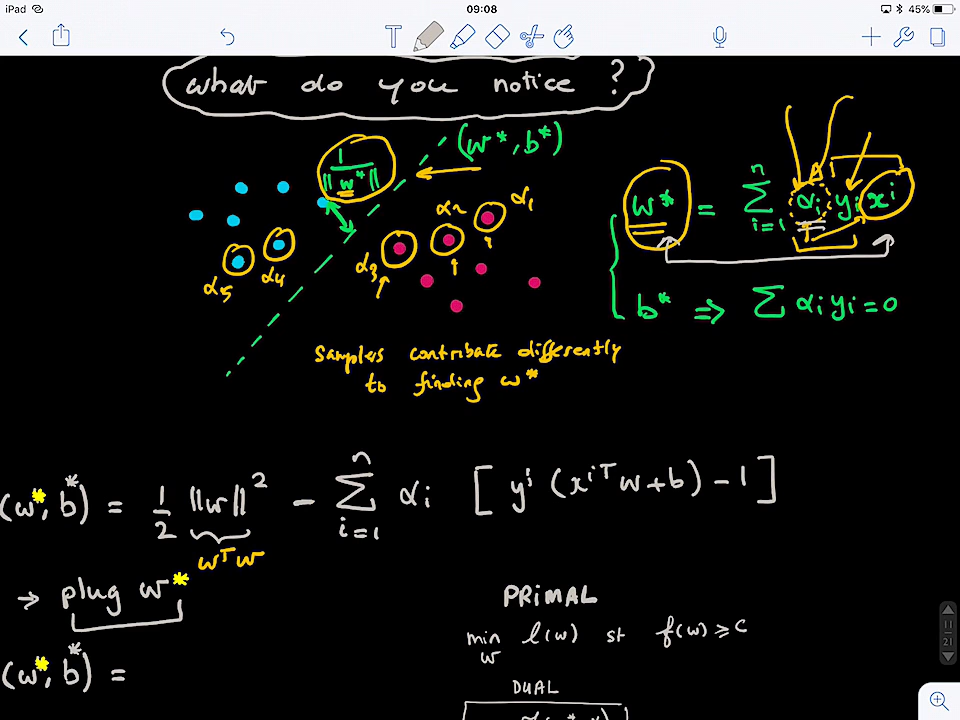 iPad 09:08 45%
what do you notice ?
1 / ||w*|| (w*, b*)
α1
α2
α3
α4
α5
w* = n Σ i=1 αi yi xi
b* ⇒ Σ αi yi = 0
Samples contribute differently
to finding w*
(w*, b*) = 1/2 ||w||² - n Σ i=1 αi [ yi (xiT w + b) - 1 ]
wTw
→ plug w*
PRIMAL
min w l(w) st f(w) ⩾ C
(w*, b*) =
DUAL
11
21